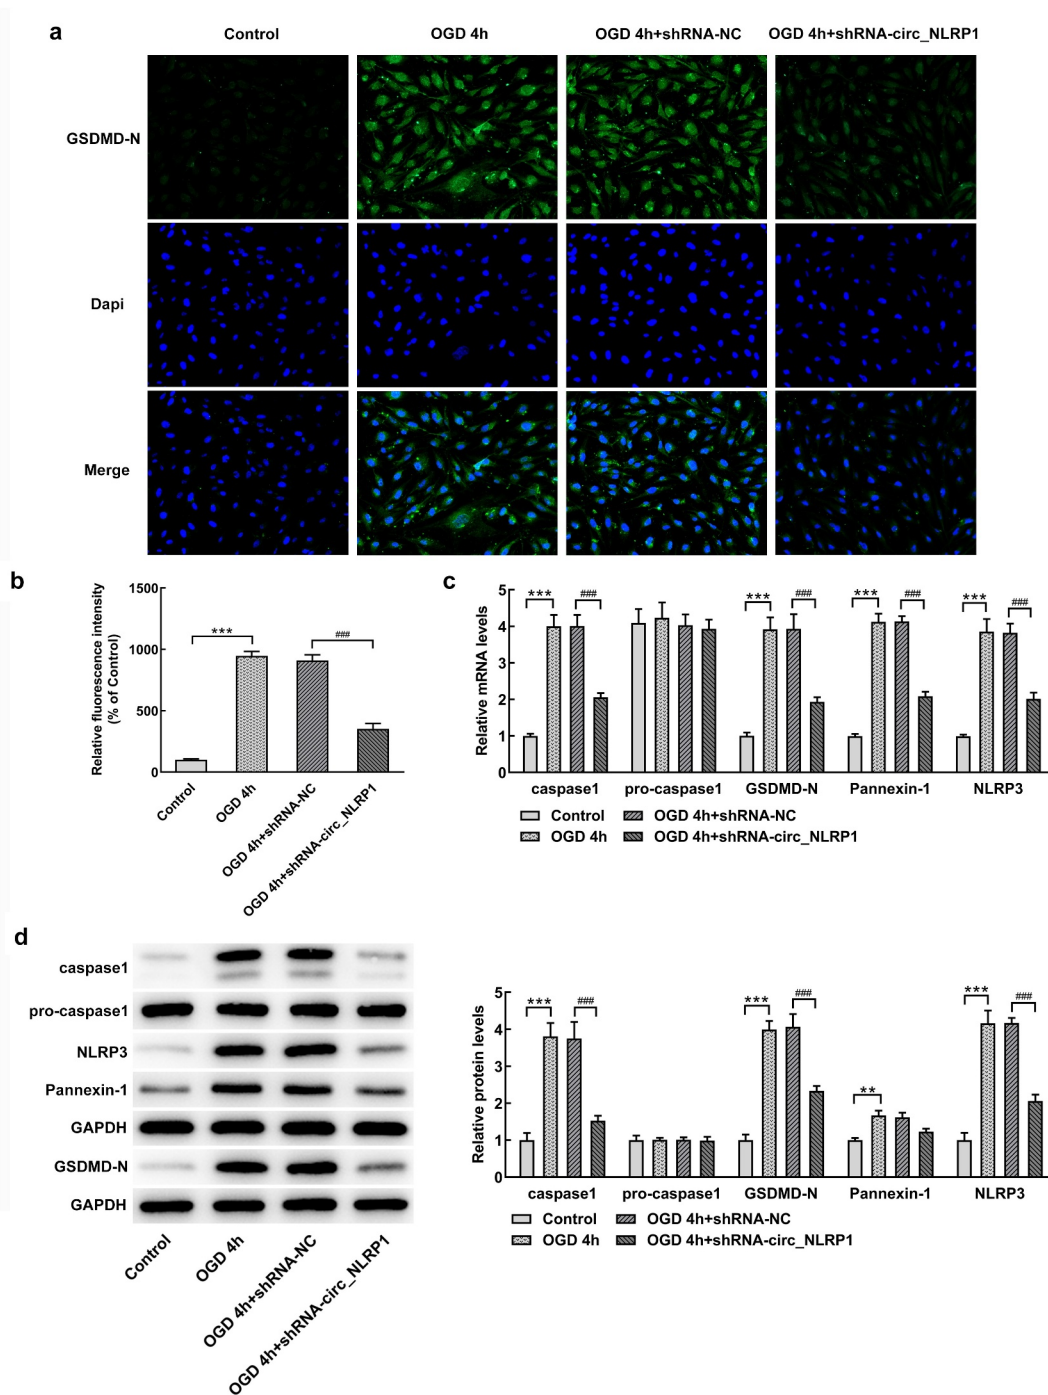 a
Control OGD 4h OGD 4h+shRNA-NC OGD 4h+shRNA-circ_NLRP1
GSDMD-N
Dapi
Merge
b
Relative fluorescence intensity
(% of Control)
1500
1000
500
0
***
###
Control
OGD 4h
OGD 4h+shRNA-NC
OGD 4h+shRNA-circ_NLRP1
c
Relative mRNA levels
5
4
3
2
1
0
*** ### *** ### *** ### *** ###
caspase1 pro-caspase1 GSDMD-N Pannexin-1 NLRP3
Control OGD 4h+shRNA-NC
OGD 4h OGD 4h+shRNA-circ_NLRP1
d
caspase1
pro-caspase1
NLRP3
Pannexin-1
GAPDH
GSDMD-N
GAPDH
Control
OGD 4h
OGD 4h+shRNA-NC
OGD 4h+shRNA-circ_NLRP1
Relative protein levels
5
4
3
2
1
0
*** ### *** ### ** *** ###
caspase1 pro-caspase1 GSDMD-N Pannexin-1 NLRP3
Control OGD 4h+shRNA-NC
OGD 4h OGD 4h+shRNA-circ_NLRP1